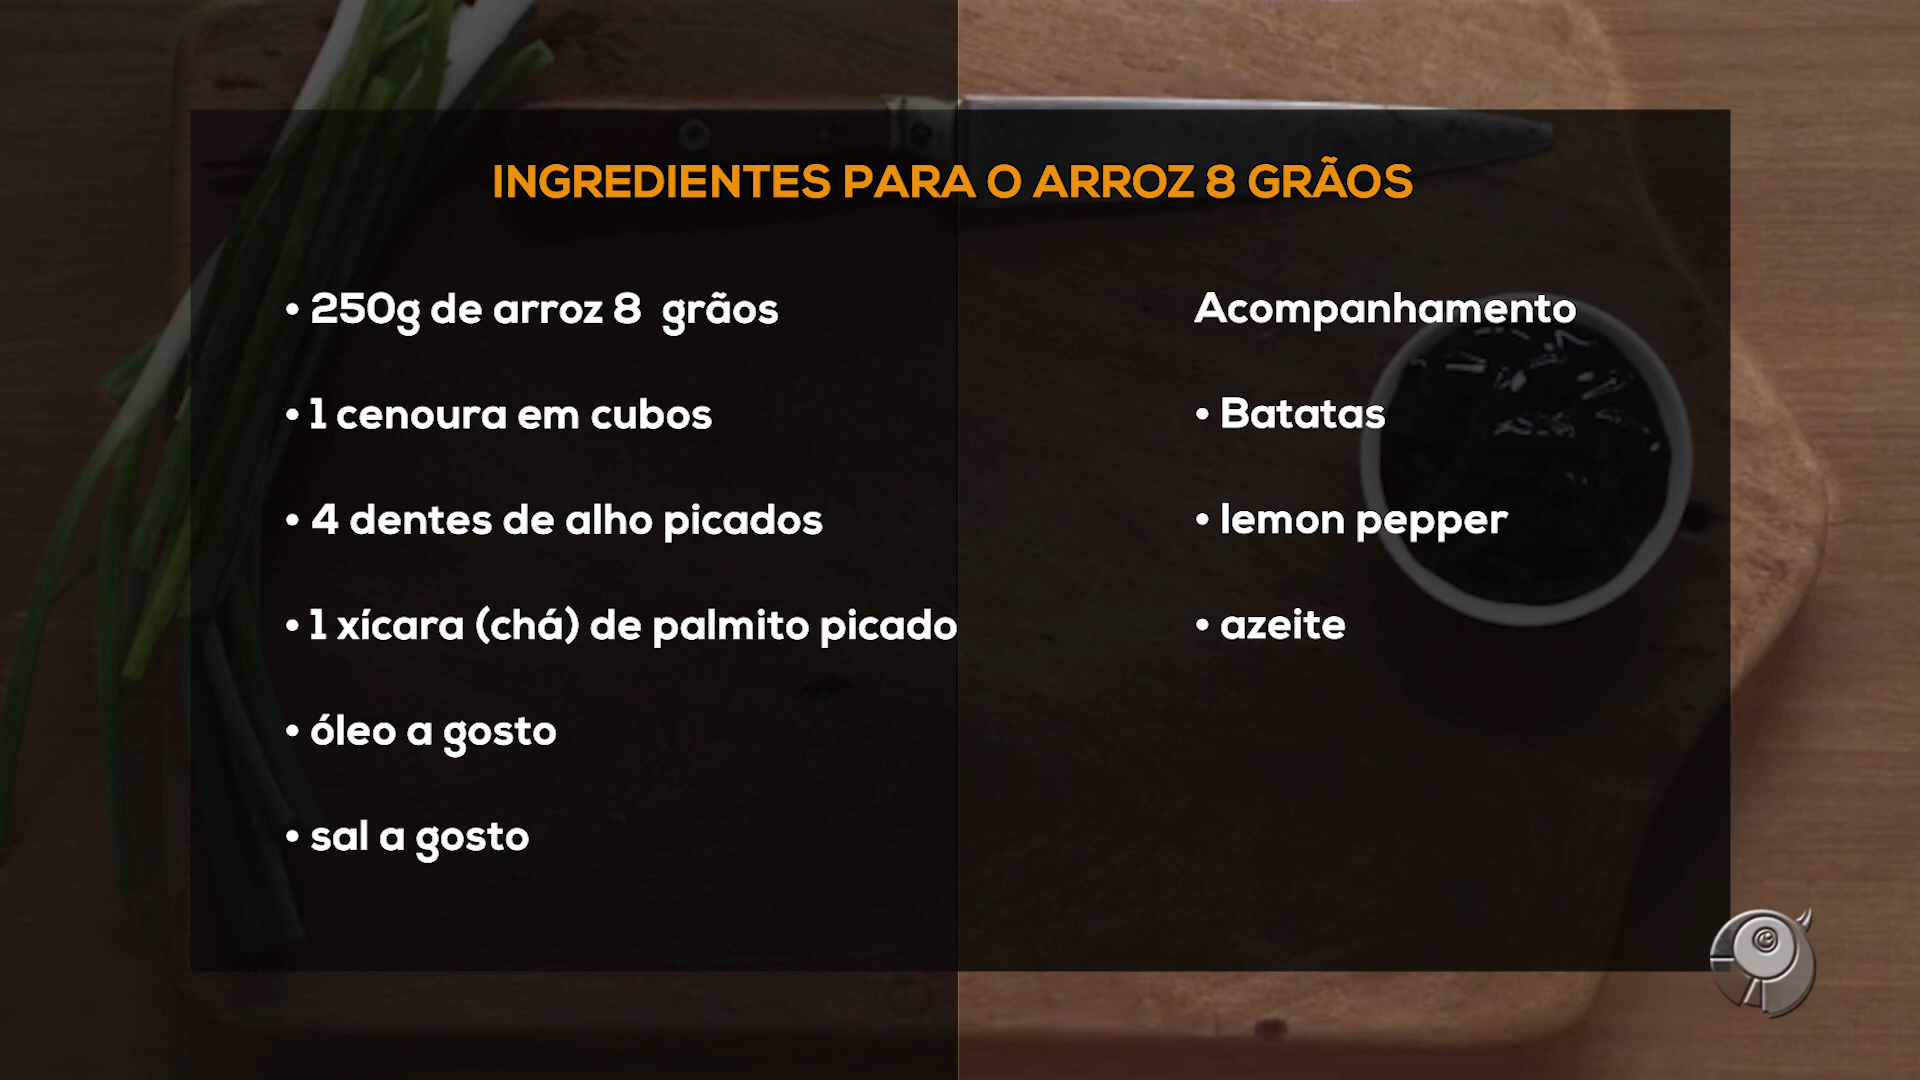 INGREDIENTES PARA O ARROZ 8 GRÃOS
• 250g de arroz 8 grãos
• 1 cenoura em cubos
• 4 dentes de alho picados
• 1 xícara (chá) de palmito picado
• óleo a gosto
• sal a gosto
Acompanhamento
• Batatas
• lemon pepper
• azeite